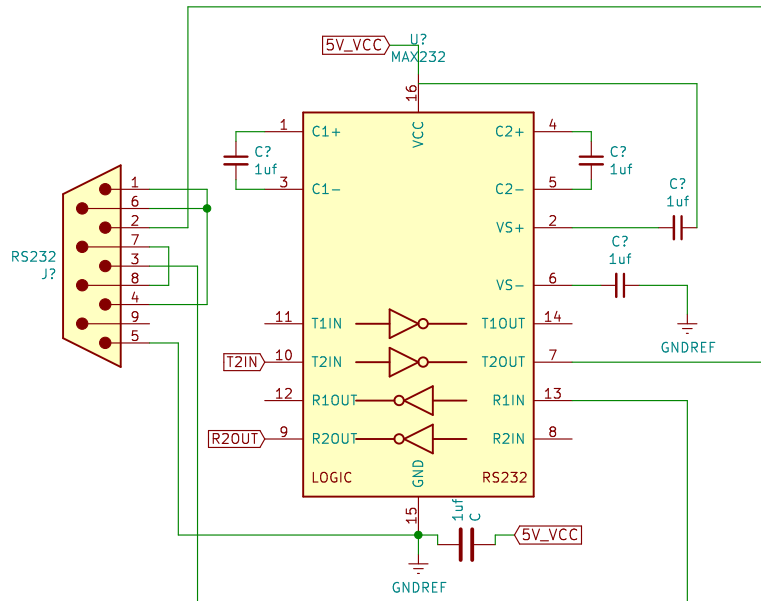 5V_VCC
U?
MAX232
16
VCC
1
C1+
C2+
4
C?
1uf
C?
1uf
3
C1-
C2-
5
C?
1uf
VS+
2
C?
1uf
VS-
6
GNDREF
RS232
J?
1
6
2
7
3
8
4
9
5
11
T1IN
T1OUT
14
T2IN
10
T2IN
T2OUT
7
12
R1OUT
R1IN
13
R2OUT
9
R2OUT
R2IN
8
GND
LOGIC
RS232
15
1uf
C
5V_VCC
GNDREF